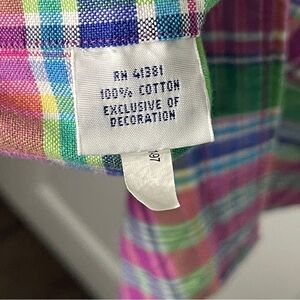 RN 41381
100% COTTON
EXCLUSIVE OF
DECORATION